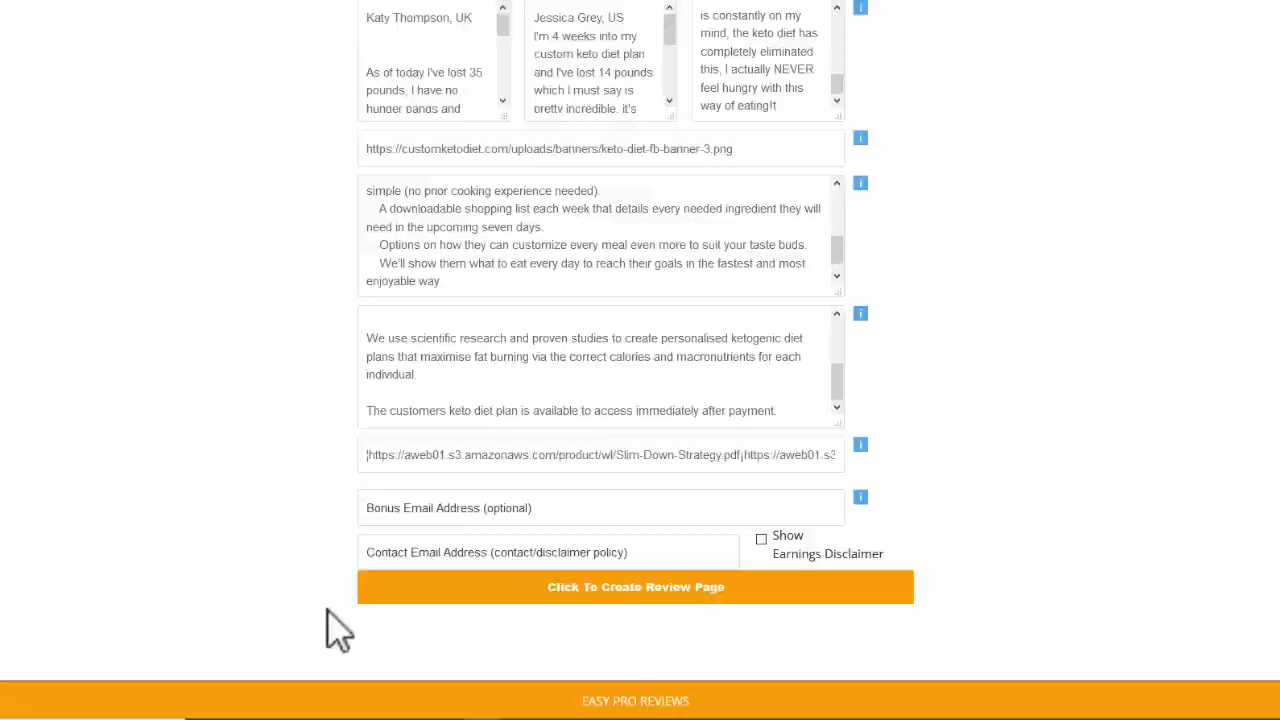 Katy Thompson, UK
As of today I've lost 35
pounds, I have no
hunger pangs and
Jessica Grey, US
I'm 4 weeks into my
custom keto diet plan
and I've lost 14 pounds
which I must say is
pretty incredible, it's
is constantly on my
mind, the keto diet has
completely eliminated
this, I actually NEVER
feel hungry with this
way of eating!t
https://customketodiet.com/uploads/banners/keto-diet-fb-banner-3.png
simple (no prior cooking experience needed).
A downloadable shopping list each week that details every needed ingredient they will
need in the upcoming seven days.
Options on how they can customize every meal even more to suit your taste buds.
We'll show them what to eat every day to reach their goals in the fastest and most
enjoyable way
We use scientific research and proven studies to create personalised ketogenic diet
plans that maximise fat burning via the correct calories and macronutrients for each
individual.
The customers keto diet plan is available to access immediately after payment.
¦https://aweb01.s3.amazonaws.com/product/wl/Slim-Down-Strategy.pdf¦https://aweb01.s3
Bonus Email Address (optional)
Contact Email Address (contact/disclaimer policy)
Show
Earnings Disclaimer
Click To Create Review Page
EASY PRO REVIEWS